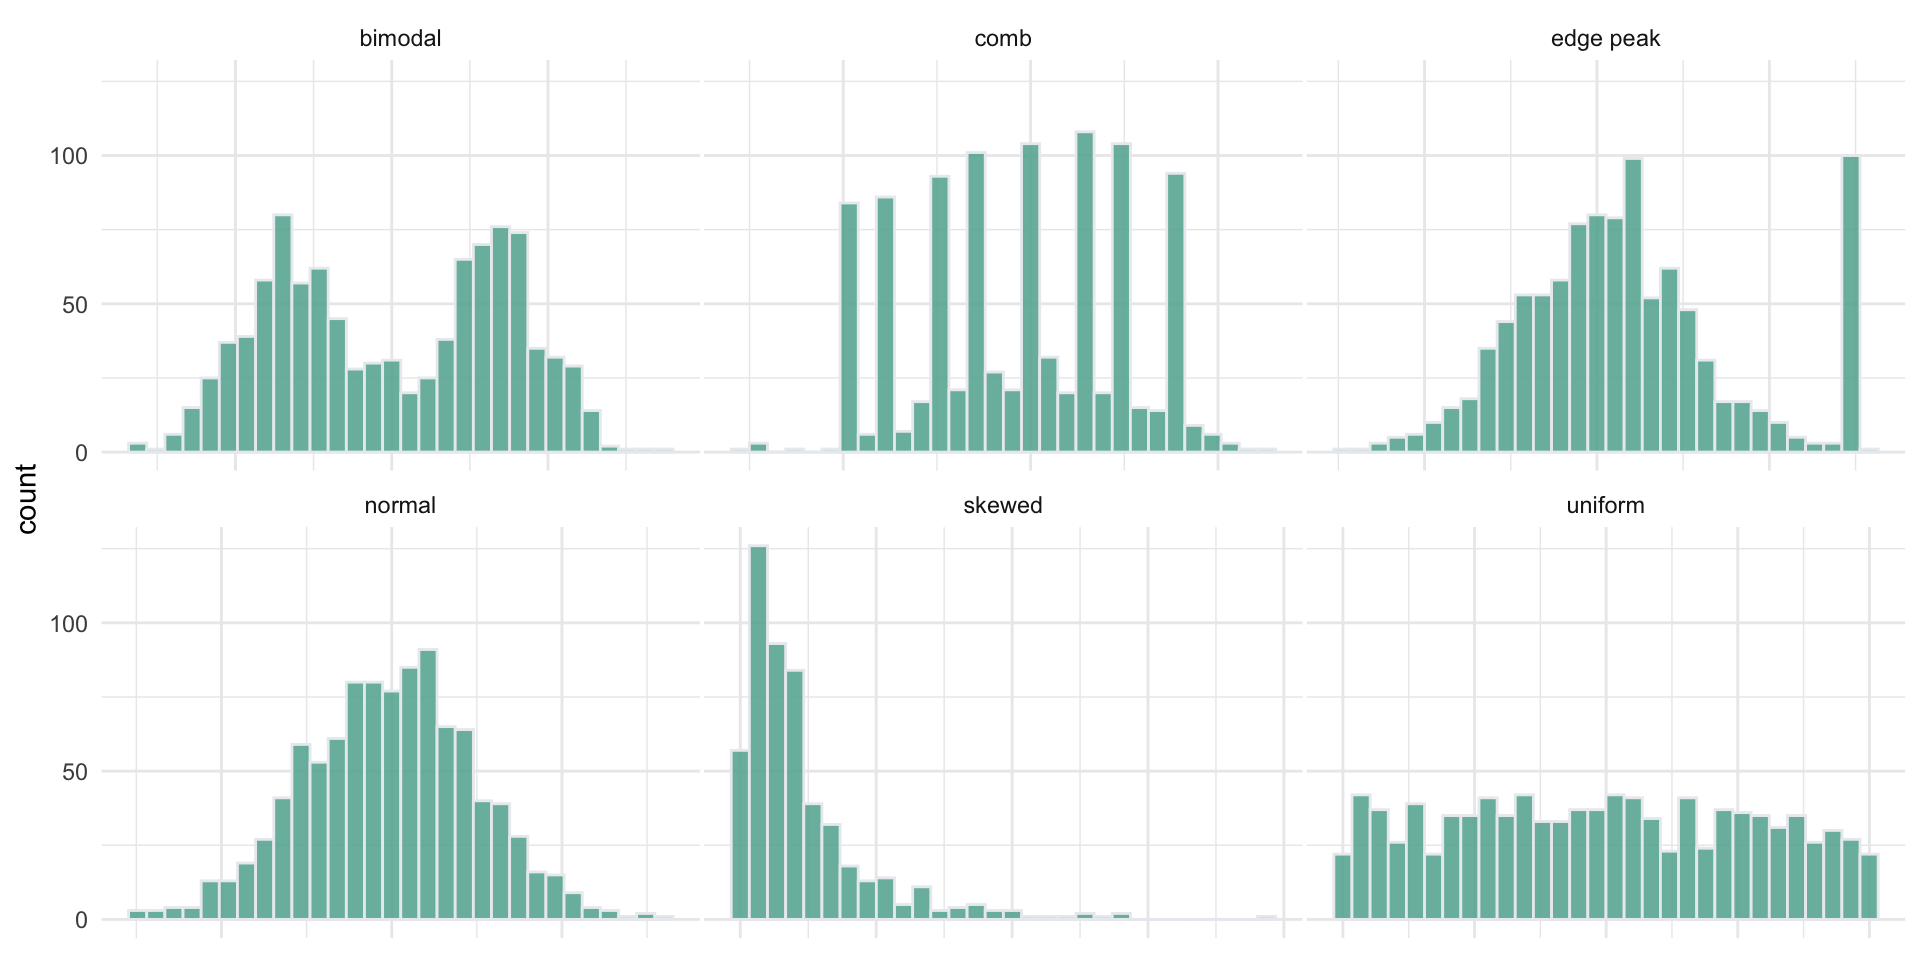 bimodal
comb
edge peak
100
50
0
count
normal
skewed
uniform
100
50
0